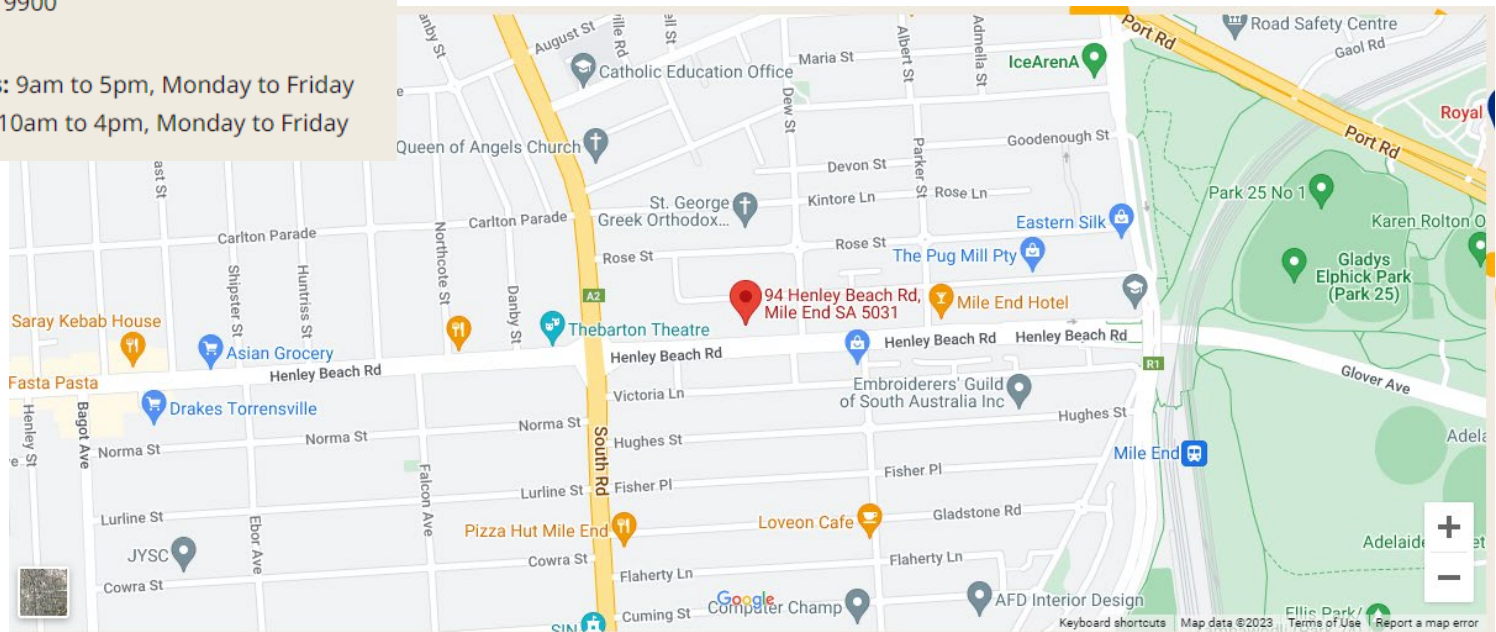 9900
s: 9am to 5pm, Monday to Friday
10am to 4pm, Monday to Friday
August St
Catholic Education Office
Maria St
Albert St
Admella St
IceArenA
Port Rd
Road Safety Centre
Gaol Rd
Royal
Port Rd
Queen of Angels Church
Dew St
Parker St
Goodenough St
Devon St
Kintore Ln
Rose Ln
Park 25 No 1
Karen Rolton O
Carlton Parade
Carlton Parade
St. George
Greek Orthodox...
Eastern Silk
Rose St
Rose St
The Pug Mill Pty
Gladys
Elphick Park
(Park 25)
Northcote St
Shipster St
Huntriss St
Danby St
A2
94 Henley Beach Rd,
Mile End SA 5031
Mile End Hotel
Saray Kebab House
Asian Grocery
Thebarton Theatre
Henley Beach Rd
Henley Beach Rd
Henley Beach Rd
Henley Beach Rd
R1
Glover Ave
Fasta Pasta
Drakes Torrensville
Victoria Ln
Embroiderers' Guild
of South Australia Inc
Hughes St
Henley St
Bagot Ave
Norma St
Norma St
Norma St
South Rd
Hughes St
Mile End
Adela
Falcon Ave
Lurline St
Fisher Pl
Fisher Pl
Lurline St
Ebor Ave
Pizza Hut Mile End
Loveon Cafe
Gladstone Rd
JYSC
Cowra St
Cowra St
Flaherty Ln
Flaherty Ln
Google
Cuming St
Computer Champ
AFD Interior Design
Ellis Park/
Keyboard shortcuts
Map data ©2023
Terms of Use
Report a map error